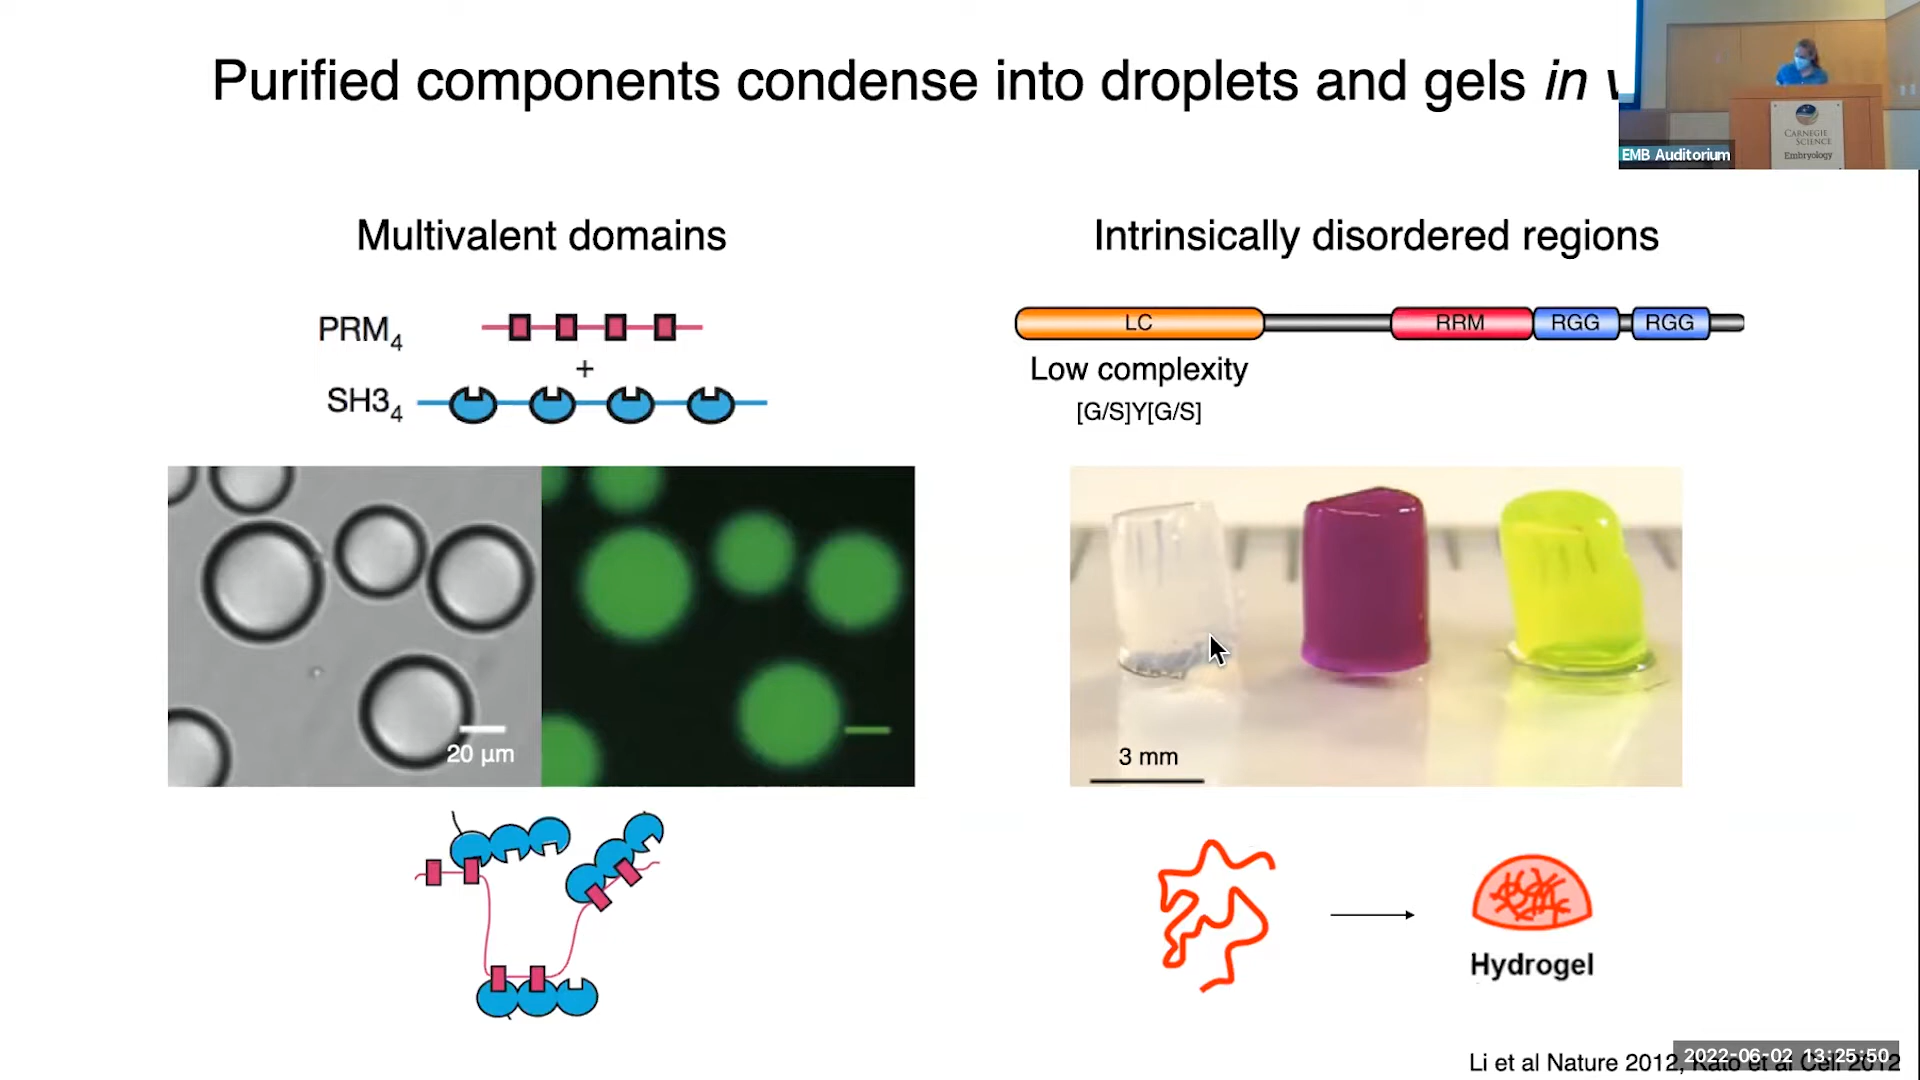 Purified components condense into droplets and gels in v
CARNEGIE
SCIENCE
Embryology
EMB Auditorium
Multivalent domains
PRM4
+
SH34
20 µm
Intrinsically disordered regions
LC RRM RGG RGG
Low complexity
[G/S]Y[G/S]
3 mm
Hydrogel
Li et al Nature 2012, Kato et al Cell 2012
2022-06-02 13:25:50